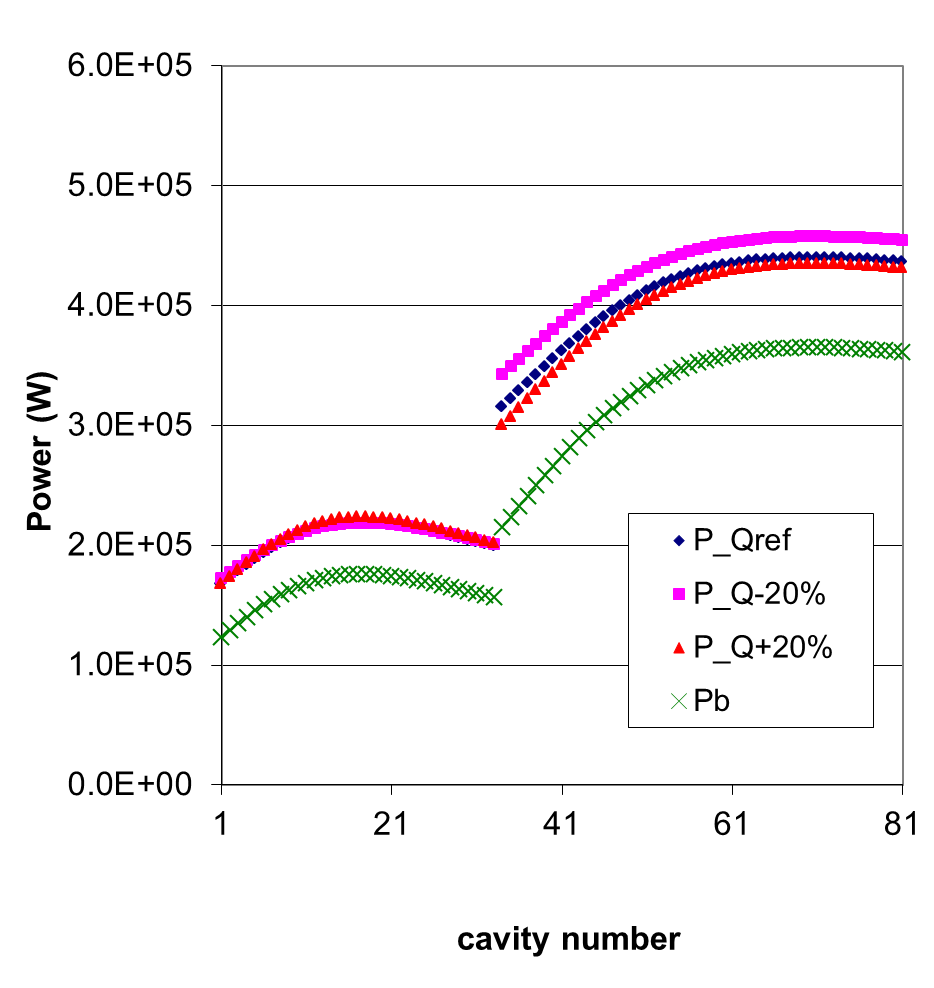 6.0E+05
5.0E+05
4.0E+05
3.0E+05
2.0E+05
1.0E+05
0.0E+00
Power (W)
P_Qref
P_Q-20%
P_Q+20%
Pb
1 21 41 61 81
cavity number